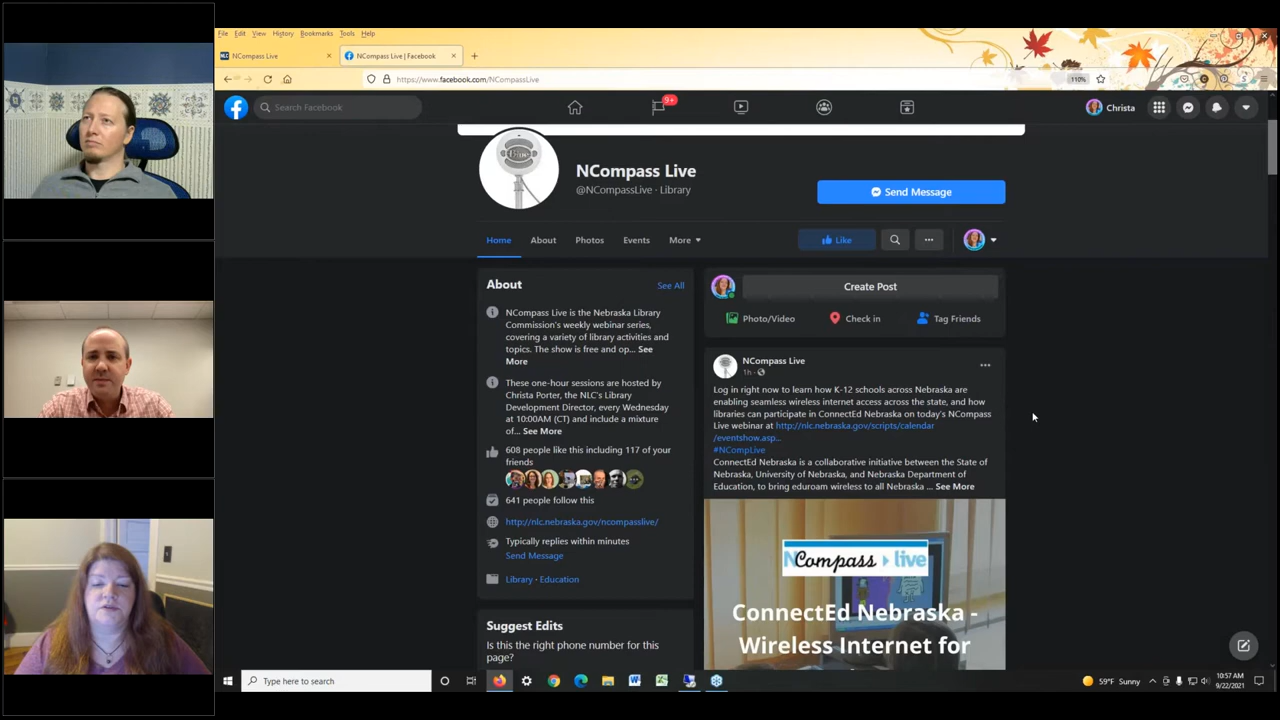 File Edit View History Bookmarks Tools Help
NCompass Live
NCompass Live | Facebook
https://www.facebook.com/NCompassLive
110%
Search Facebook
9+
Christa
NCompass Live
@NCompassLive · Library
Send Message
Home About Photos Events More
Like
About
See All
NCompass Live is the Nebraska Library
Commission's weekly webinar series,
covering a variety of library activities and
topics. The show is free and op... See
More
These one-hour sessions are hosted by
Christa Porter, the NLC's Library
Development Director, every Wednesday
at 10:00AM (CT) and include a mixture
of... See More
608 people like this including 117 of your
friends
641 people follow this
http://nlc.nebraska.gov/ncompasslive/
Typically replies within minutes
Send Message
Library · Education
Suggest Edits
Is this the right phone number for this
page?
Create Post
Photo/Video Check in Tag Friends
NCompass Live
1h ·
Log in right now to learn how K-12 schools across Nebraska are
enabling seamless wireless internet access across the state, and how
libraries can participate in ConnectEd Nebraska on today's NCompass
Live webinar at http://nlc.nebraska.gov/scripts/calendar
/eventshow.asp...
#NCompLive
ConnectEd Nebraska is a collaborative initiative between the State of
Nebraska, University of Nebraska, and Nebraska Department of
Education, to bring eduroam wireless to all Nebraska ... See More
NCompass live
ConnectEd Nebraska -
Wireless Internet for
Type here to search
59°F Sunny
10:57 AM
9/22/2021